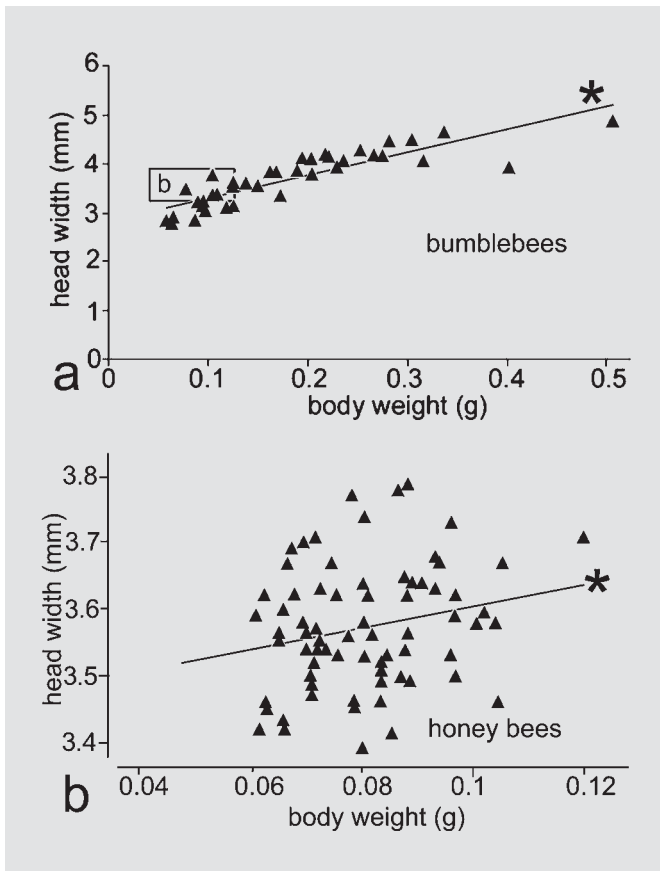 6
5
4
3
2
1
0
head width (mm)
b
*
bumblebees
a
0 0.1 0.2 0.3 0.4 0.5
body weight (g)
3.8
3.7
3.6
3.5
3.4
head width (mm)
*
honey bees
b
0.04 0.06 0.08 0.1 0.12
body weight (g)